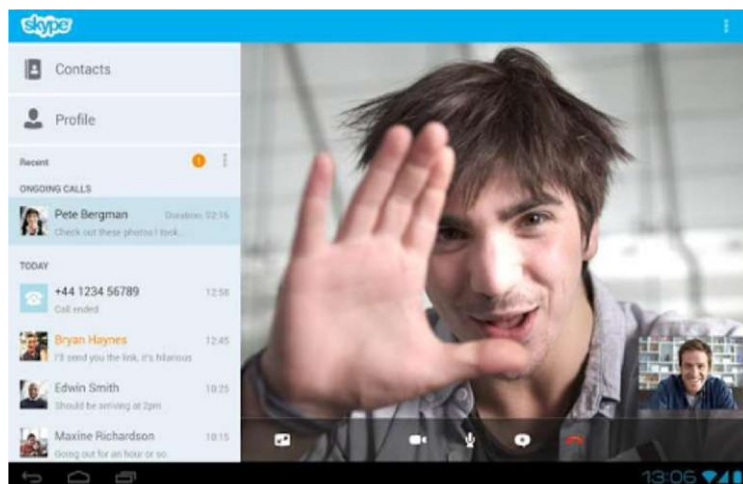 skype
Contacts
Profile
Recent
ONGOING CALLS
Pete Bergman Duration: 02:15
Check out these photos I took..
TODAY
+44 1234 56789 12:58
Call ended
Bryan Haynes 12:45
I'll send you the link, it's hilarious
Edwin Smith 10:25
Should be arriving at 2pm
Maxine Richardson 10:15
Going out for an hour or so
13:06